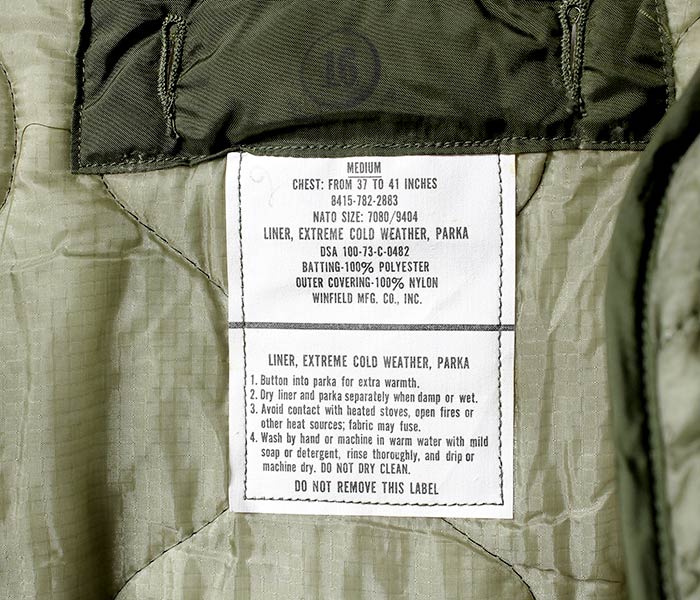 16
MEDIUM
CHEST: FROM 37 TO 41 INCHES
8415-782-2883
NATO SIZE: 7080/9404
LINER, EXTREME COLD WEATHER, PARKA
DSA 100-73-C-0482
BATTING-100% POLYESTER
OUTER COVERING-100% NYLON
WINFIELD MFG. CO., INC.
LINER, EXTREME COLD WEATHER, PARKA
1. Button into parka for extra warmth.
2. Dry liner and parka separately when damp or wet.
3. Avoid contact with heated stoves, open fires or
other heat sources; fabric may fuse.
4. Wash by hand or machine in warm water with mild
soap or detergent, rinse thoroughly, and drip or
machine dry. DO NOT DRY CLEAN.
DO NOT REMOVE THIS LABEL